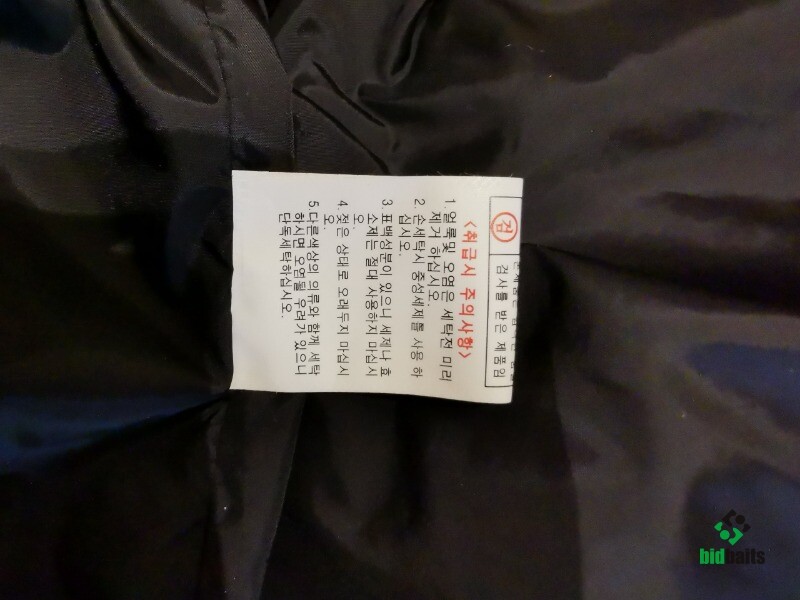 검
검사를 받은 제품임
<취급시 주의사항>
1. 얼룩및 오염은 세탁전 미리
제거 하십시오.
2. 손세탁시 중성세제를 사용 하
십시오.
3. 표백성분이 있으니 세제나 효
소제는 절대 사용하지 마십시
오.
4. 젖은 상태로 오래두지 마십시
오.
5. 다른색상의 의류와 함께 세탁
하시면 오염될 우려가 있으니
단독세탁하십시오.
bidbaits